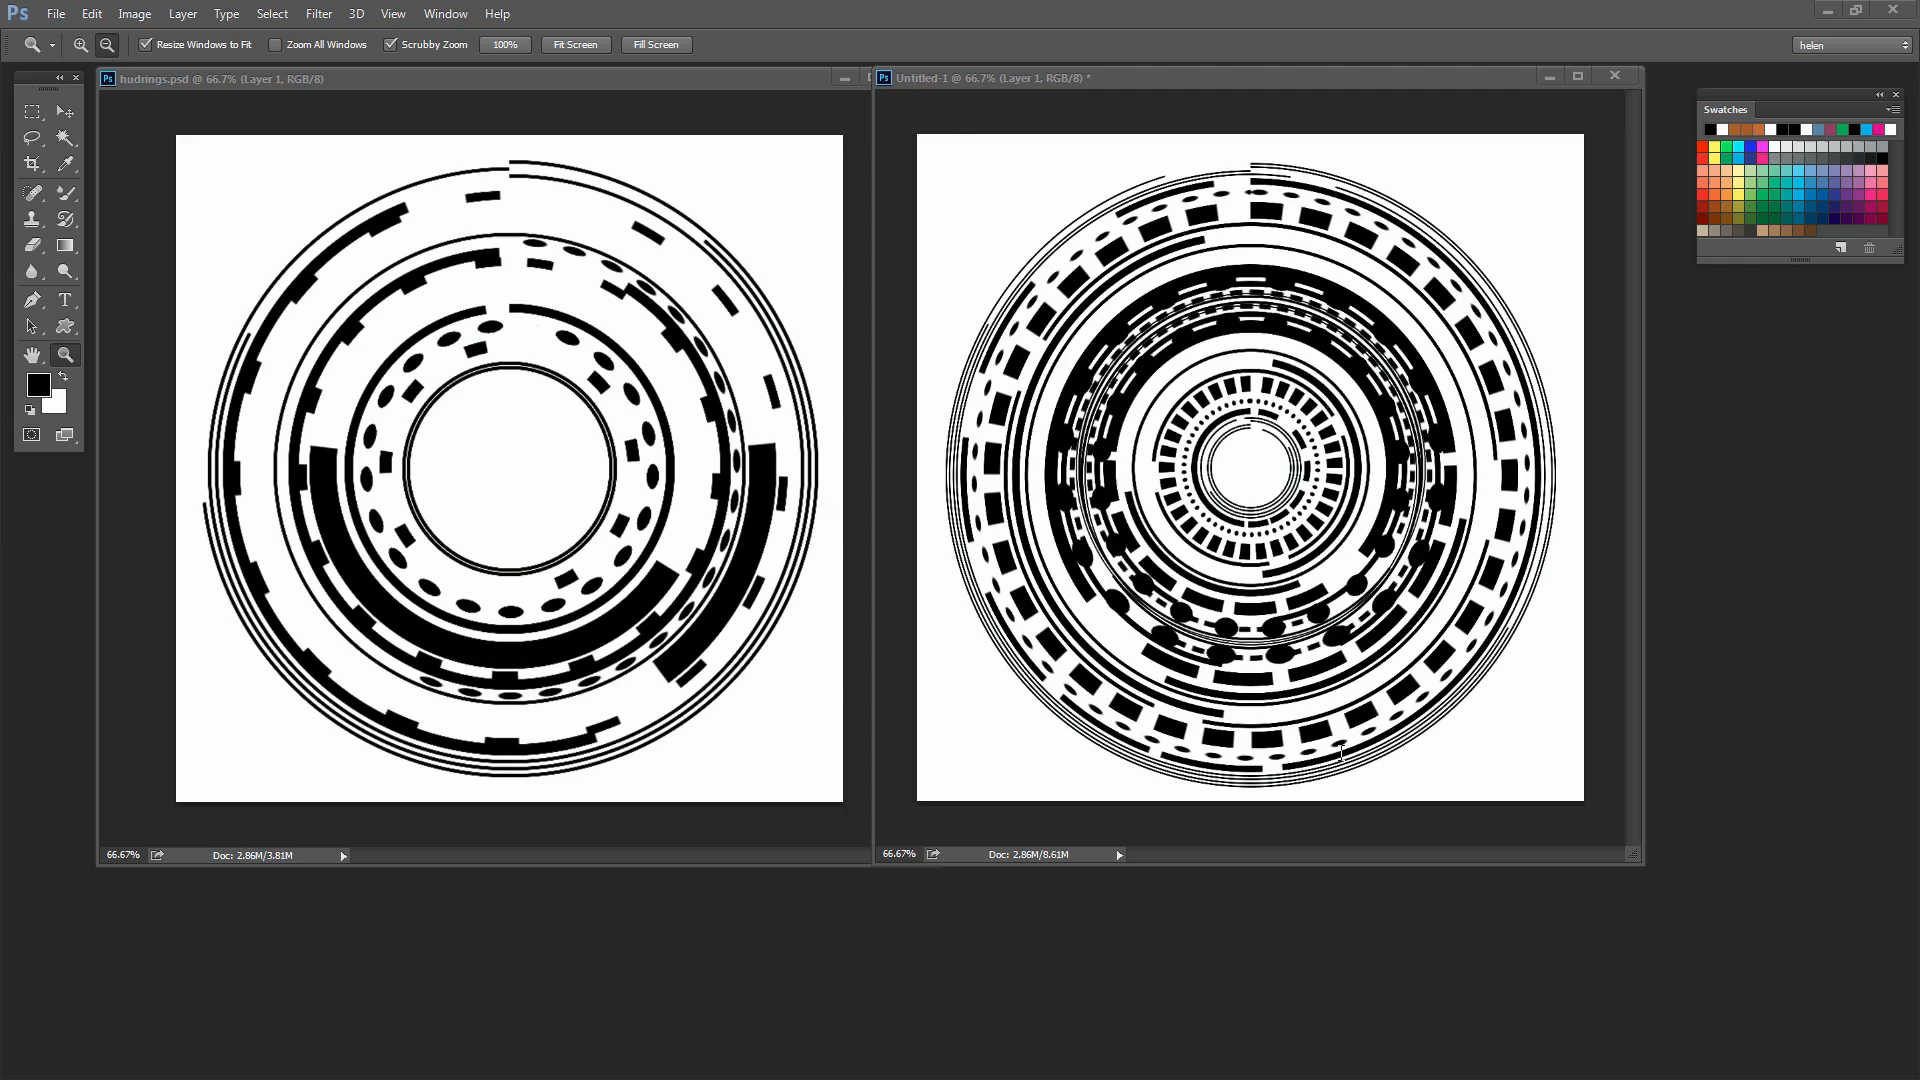 Ps File Edit Image Layer Type Select Filter 3D View Window Help
Resize Windows to Fit Zoom All Windows Scrubby Zoom 100% Fit Screen Fill Screen helen
Ps hudrings.psd @ 66.7% (Layer 1, RGB/8)
Ps Untitled-1 @ 66.7% (Layer 1, RGB/8) *
Swatches
T
66.67% Doc: 2.86M/3.81M
66.67% Doc: 2.86M/8.61M